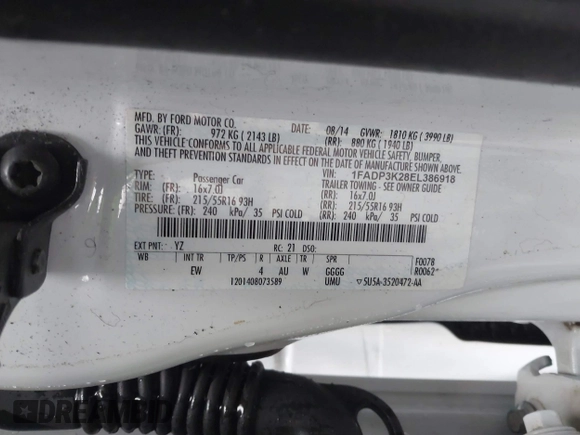 MFD. BY FORD MOTOR CO.
DATE: 08/14 GVWR: 1810 KG ( 3990 LB)
GAWR: (FR): 972 KG ( 2143 LB) (RR): 880 KG ( 1940 LB)
THIS VEHICLE CONFORMS TO ALL APPLICABLE FEDERAL MOTOR VEHICLE SAFETY, BUMPER,
AND THEFT PREVENTION STANDARDS IN EFFECT ON THE DATE OF MANUFACTURE SHOWN ABOVE.
VIN: 1FADP3K28EL386918
TYPE: Passenger Car TRAILER TOWING - SEE OWNER GUIDE
RIM: (FR): 16x7.0J (RR): 16x7.0J
TIRE: (FR): 215/55R16 93H (RR): 215/55R16 93H
PRESSURE: (FR): 240 kPa/ 35 PSI COLD (RR): 240 kPa/ 35 PSI COLD
EXT PNT: YZ RC: 21 DSO:
WB INT TR TP/PS R AXLE TR SPR F0078
EW 4 AU W GGGG R0062
1201408073589 UMU ▽5U5A-3520472-AA
DREAMBID